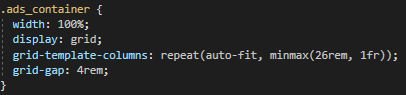 .ads_container {
  width: 100%;
  display: grid;
  grid-template-columns: repeat(auto-fit, minmax(26rem, 1fr));
  grid-gap: 4rem;
}